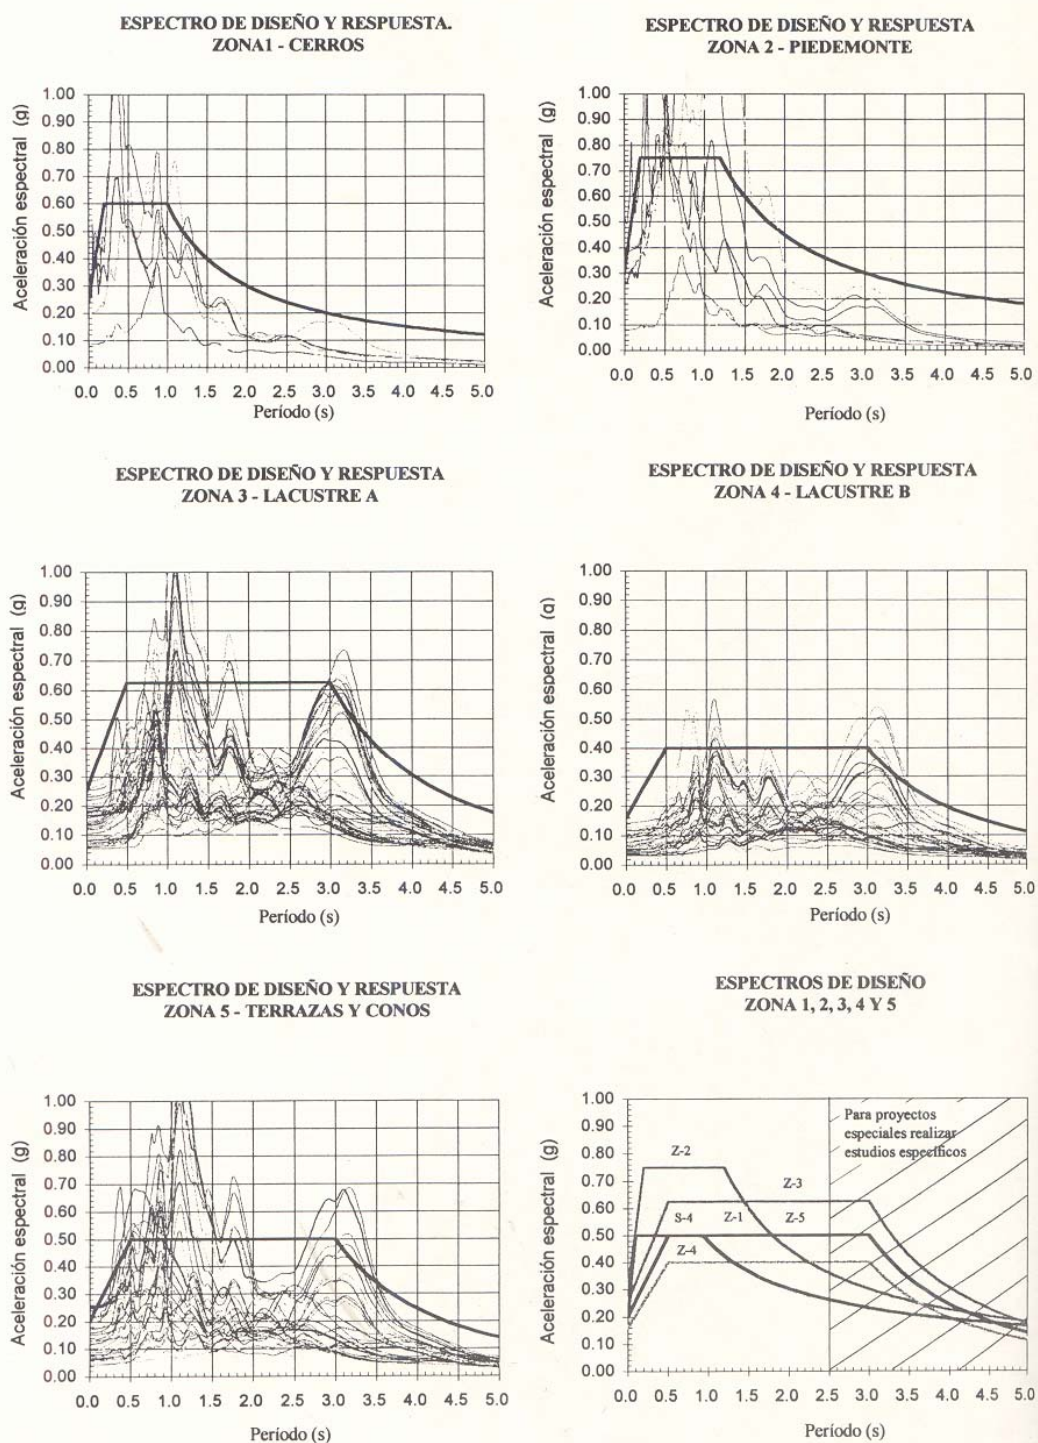 ESPECTRO DE DISEÑO Y RESPUESTA.
ZONA1 - CERROS
Aceleración espectral (g)
1.00
0.90
0.80
0.70
0.60
0.50
0.40
0.30
0.20
0.10
0.00
0.0 0.5 1.0 1.5 2.0 2.5 3.0 3.5 4.0 4.5 5.0
Período (s)
ESPECTRO DE DISEÑO Y RESPUESTA
ZONA 2 - PIEDEMONTE
Aceleración espectral (g)
1.00
0.90
0.80
0.70
0.60
0.50
0.40
0.30
0.20
0.10
0.00
0.0 0.5 1.0 1.5 2.0 2.5 3.0 3.5 4.0 4.5 5.0
Período (s)
ESPECTRO DE DISEÑO Y RESPUESTA
ZONA 3 - LACUSTRE A
Aceleración espectral (g)
1.00
0.90
0.80
0.70
0.60
0.50
0.40
0.30
0.20
0.10
0.00
0.0 0.5 1.0 1.5 2.0 2.5 3.0 3.5 4.0 4.5 5.0
Período (s)
ESPECTRO DE DISEÑO Y RESPUESTA
ZONA 4 - LACUSTRE B
Aceleración espectral (g)
1.00
0.90
0.80
0.70
0.60
0.50
0.40
0.30
0.20
0.10
0.00
0.0 0.5 1.0 1.5 2.0 2.5 3.0 3.5 4.0 4.5 5.0
Período (s)
ESPECTRO DE DISEÑO Y RESPUESTA
ZONA 5 - TERRAZAS Y CONOS
Aceleración espectral (g)
1.00
0.90
0.80
0.70
0.60
0.50
0.40
0.30
0.20
0.10
0.00
0.0 0.5 1.0 1.5 2.0 2.5 3.0 3.5 4.0 4.5 5.0
Período (s)
ESPECTROS DE DISEÑO
ZONA 1, 2, 3, 4 Y 5
Aceleración espectral (g)
1.00
0.90
0.80
0.70
0.60
0.50
0.40
0.30
0.20
0.10
0.00
Para proyectos
especiales realizar
estudios específicos
Z-2
Z-3
S-4 Z-1 Z-5
Z-4
0.0 0.5 1.0 1.5 2.0 2.5 3.0 3.5 4.0 4.5 5.0
Período (s)